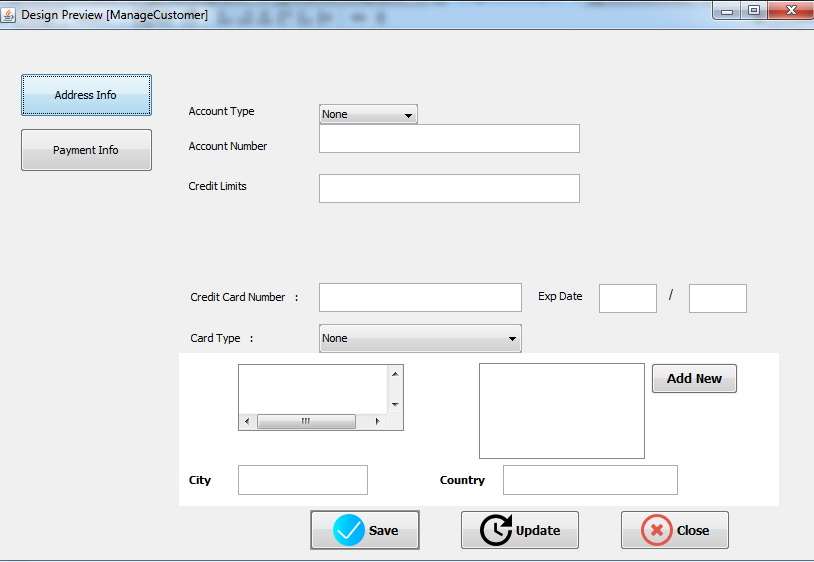 Design Preview [ManageCustomer]
Address Info
Payment Info
Account Type
None
Account Number
Credit Limits
Credit Card Number :
Exp Date
/
Card Type :
None
Add New
City
Country
Save
Update
Close